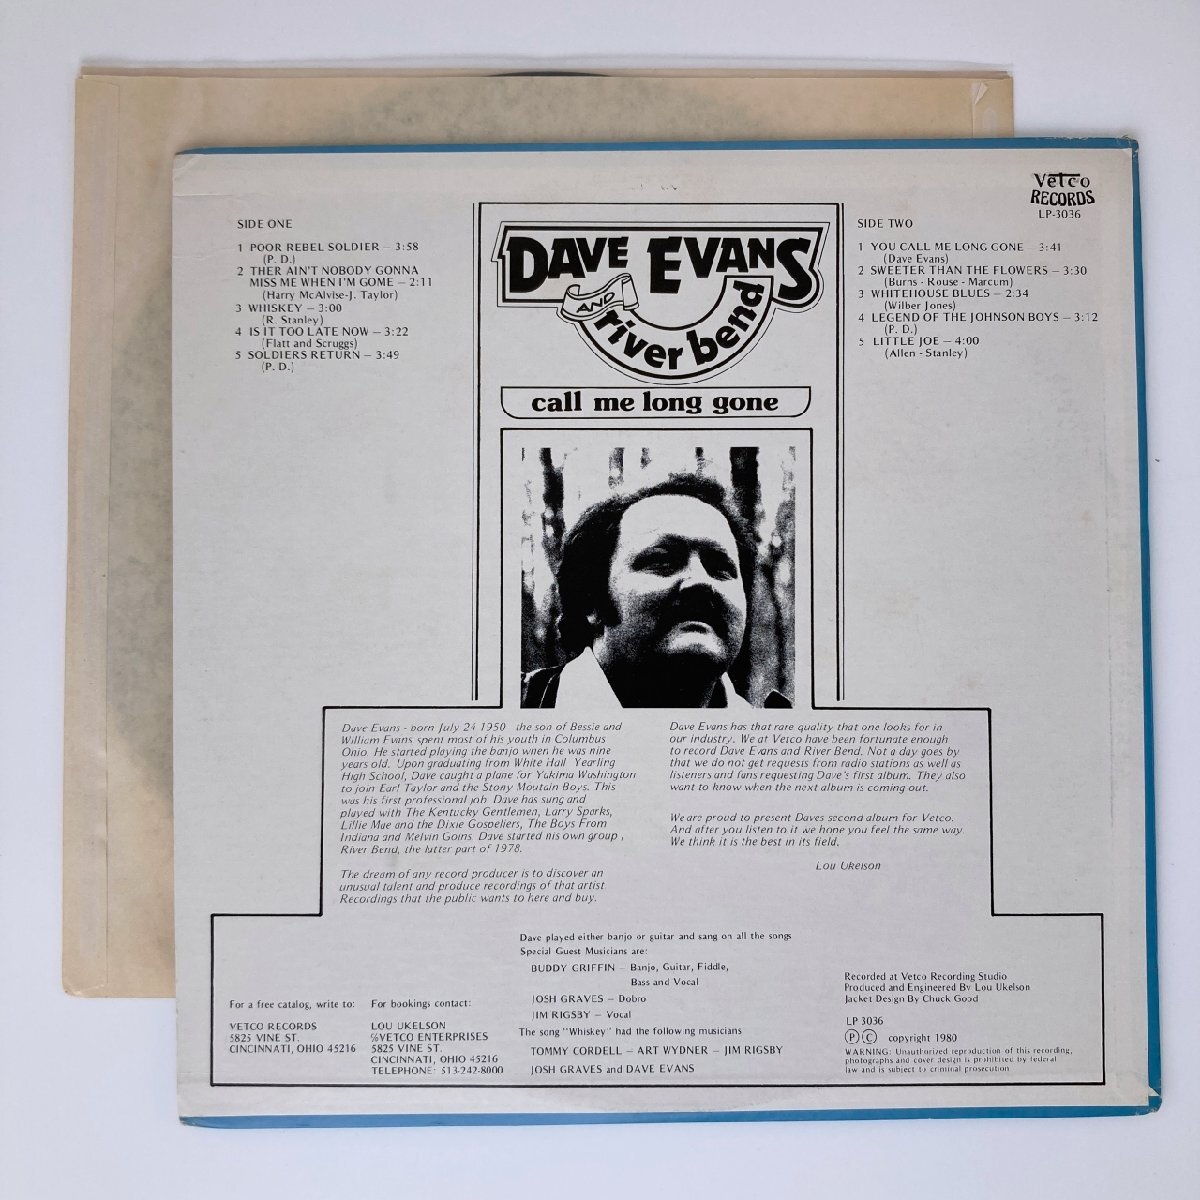 Vetco
RECORDS
LP-3036
SIDE ONE
1 POOR REBEL SOLDIER – 3:58
(P. D.)
2 THER AIN'T NOBODY GONNA
MISS ME WHEN I'M GOME – 2:11
(Harry McAlvise-J. Taylor)
3 WHISKEY – 3:00
(R. Stanley)
4 IS IT TOO LATE NOW – 3:22
(Flatt and Scruggs)
5 SOLDIERS RETURN – 3:49
(P. D.)
DAVE EVANS
AND
river bend
call me long gone
SIDE TWO
1 YOU CALL ME LONG GONE – 3:41
(Dave Evans)
2 SWEETER THAN THE FLOWERS – 3:30
(Burns - Rouse - Marcum)
3 WHITEHOUSE BLUES – 2:34
(Wilber Jones)
4 LEGEND OF THE JOHNSON BOYS – 3:12
(P. D.)
5 LITTLE JOE – 4:00
(Allen - Stanley)
Dave Evans - born July 24 1950 the son of Bessie and
William Evans spent most of his youth in Columbus
Ohio. He started playing the banjo when he was nine
years old. Upon graduating from White Hall Yearling
High School, Dave caught a plane for Yakima Washington
to join Earl Taylor and the Stony Moutain Boys. This
was his first professional job. Dave has sung and
played with The Kentucky Gentlemen, Larry Sparks,
Lillie Mae and the Dixie Gospeliers, The Boys From
Indiana and Melvin Goins. Dave started his own group,
River Bend, the latter part of 1978.
The dream of any record producer is to discover an
unusual talent and produce recordings of that artist.
Recordings that the public wants to here and buy.
Dave Evans has that rare quality that one looks for in
our industry. We at Vetco have been fortunate enough
to record Dave Evans and River Bend. Not a day goes by
that we do not get requests from radio stations as well as
listeners and fans requesting Dave's first album. They also
want to know when the next album is coming out.
We are proud to present Daves second album for Vetco.
And after you listen to it we hope you feel the same way.
We think it is the best in its field.
Lou Ukelson
Dave played either banjo or guitar and sang on all the songs
Special Guest Musicians are:
BUDDY GRIFFIN – Banjo, Guitar, Fiddle,
Bass and Vocal
JOSH GRAVES – Dobro
JIM RIGSBY – Vocal
The song "Whiskey" had the following musicians
TOMMY CORDELL – ART WYDNER – JIM RIGSBY
JOSH GRAVES and DAVE EVANS
For a free catalog, write to:
VETCO RECORDS
5825 VINE ST.
CINCINNATI, OHIO 45216
For bookings contact:
LOU UKELSON
℅VETCO ENTERPRISES
5825 VINE ST.
CINCINNATI, OHIO 45216
TELEPHONE: 513-242-8000
Recorded at Vetco Recording Studio
Produced and Engineered By Lou Ukelson
Jacket Design By Chuck Good
LP 3036
Ⓟ Ⓒ copyright 1980
WARNING: Unauthorized reproduction of this recording,
photographs and cover design is prohibited by federal
law and is subject to criminal prosecution